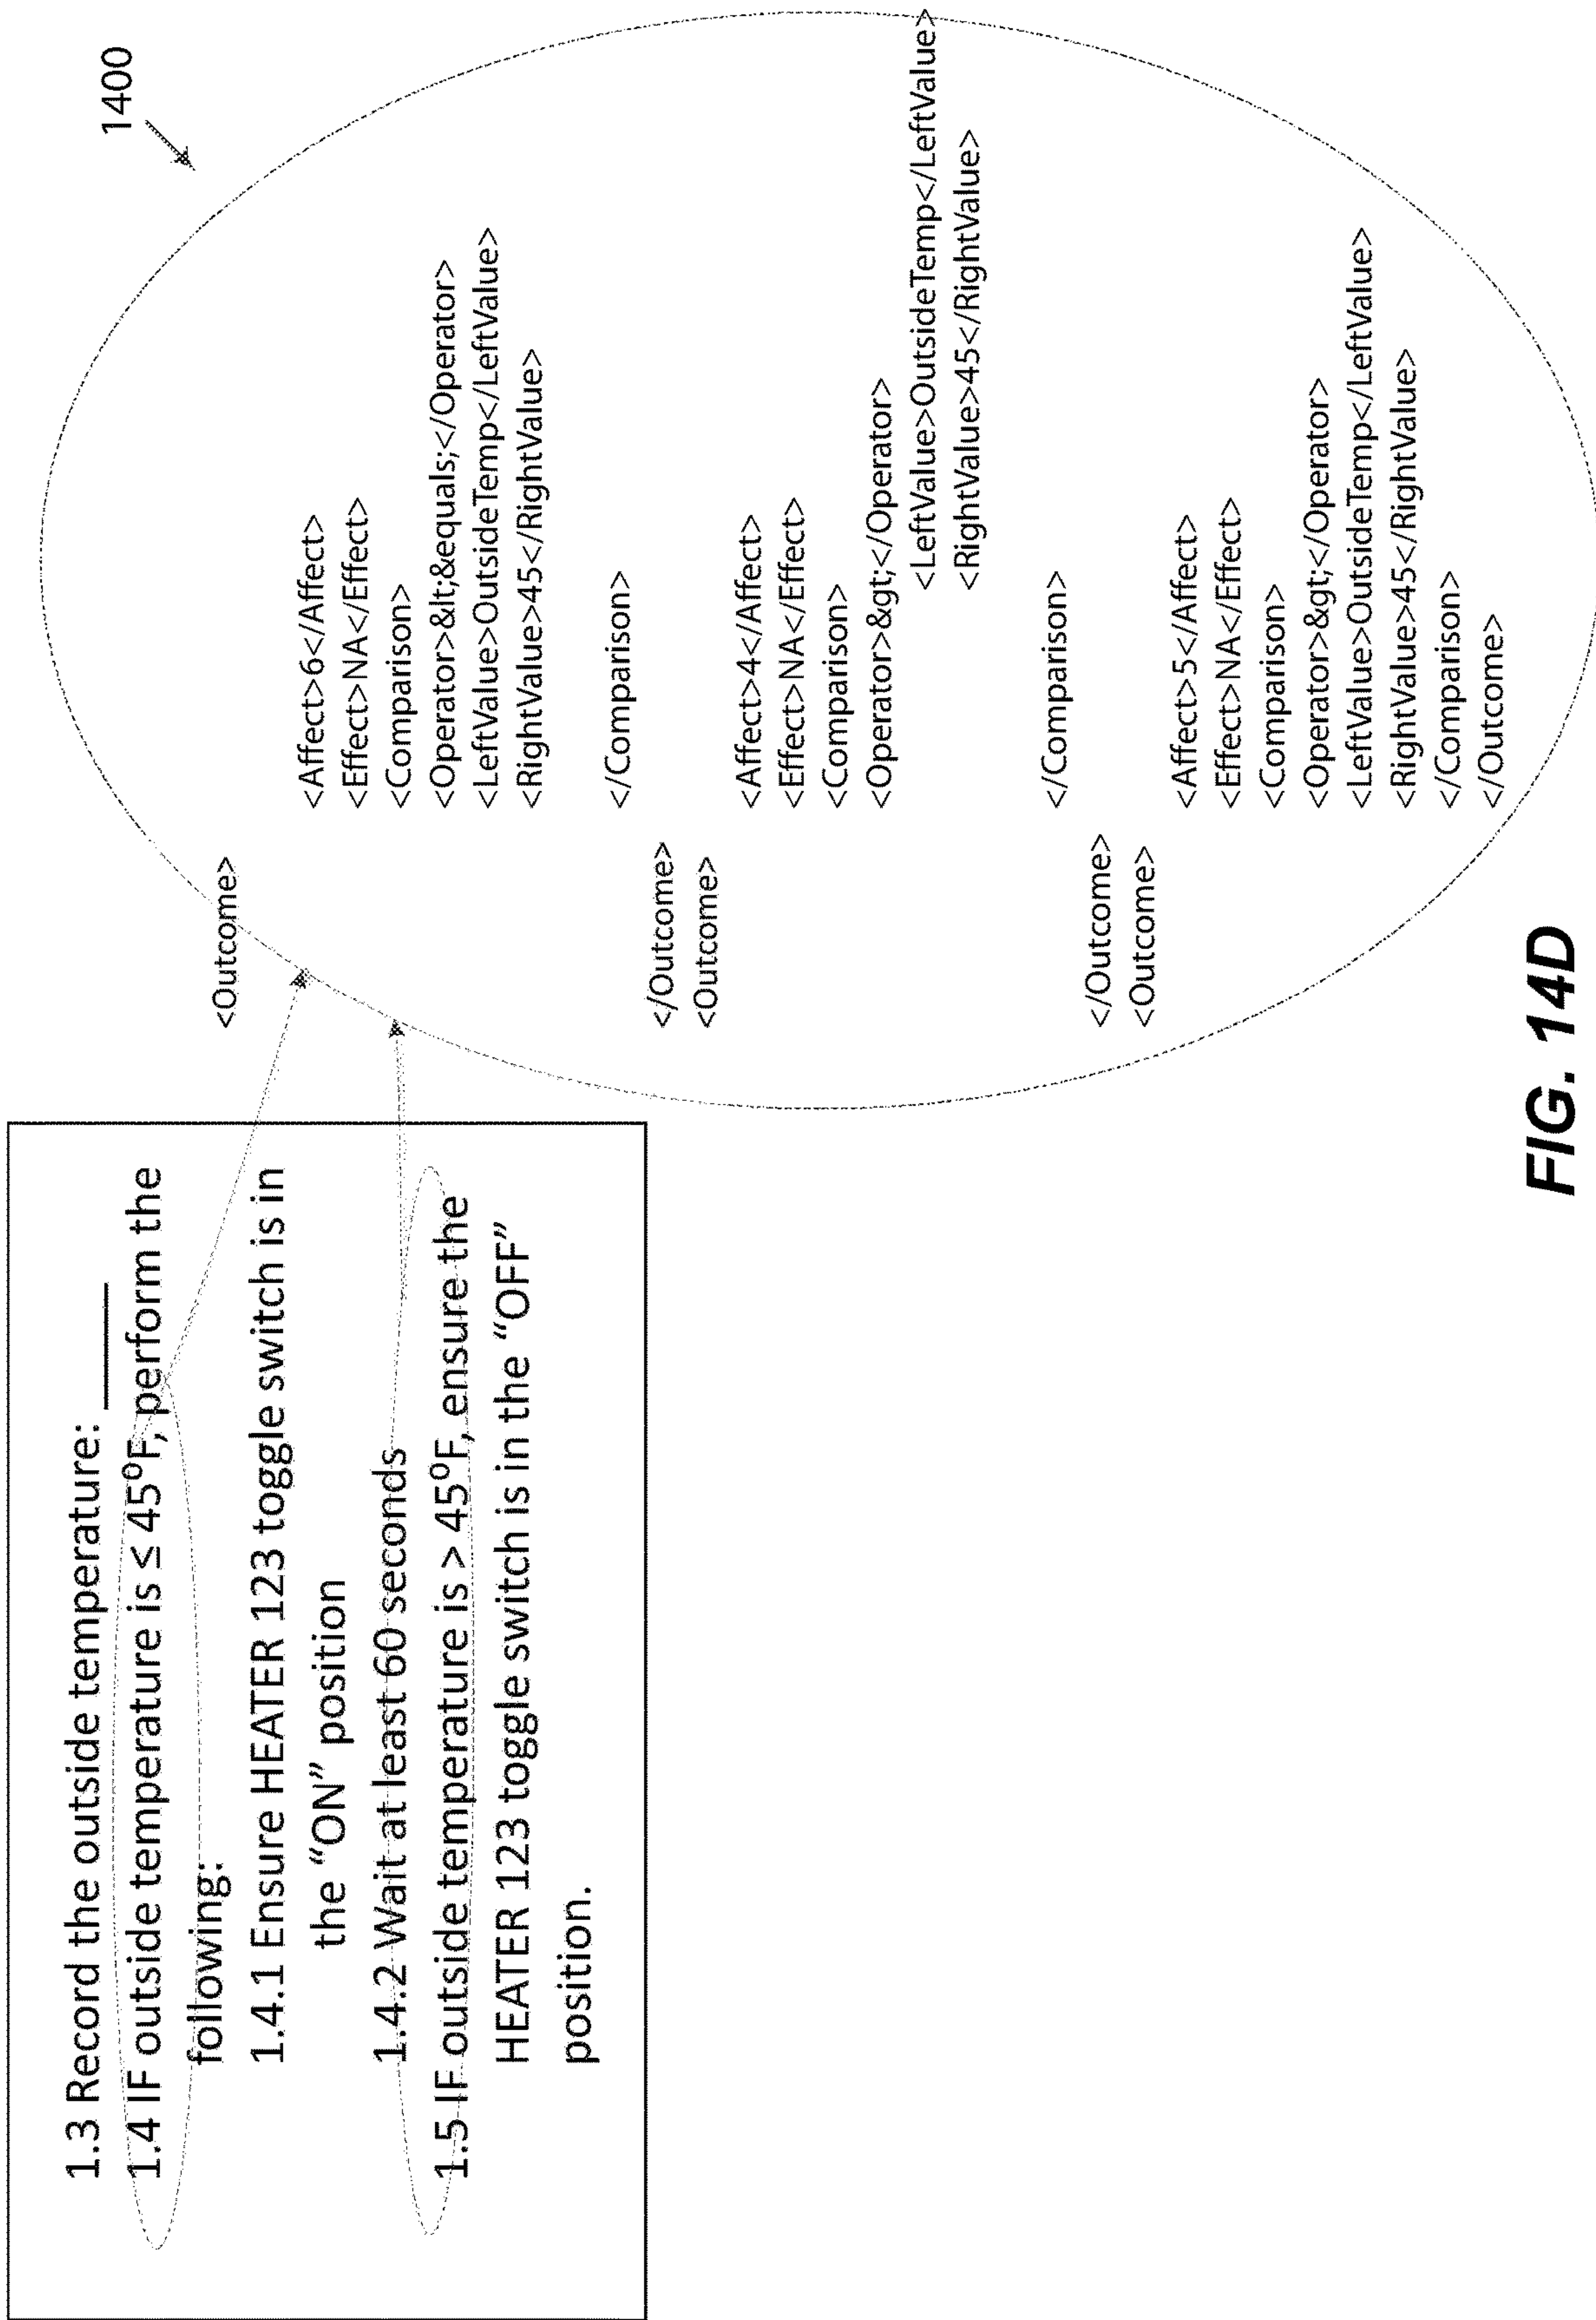 1400
1.3 Record the outside temperature: _____
1.4 IF outside temperature is ≤ 45⁰F, perform the
following:
1.4.1 Ensure HEATER 123 toggle switch is in
the “ON” position
1.4.2 Wait at least 60 seconds
1.5 IF outside temperature is > 45⁰F, ensure the
HEATER 123 toggle switch is in the “OFF”
position.
<Outcome>
<Affect>6</Affect>
<Effect>NA</Effect>
<Comparison>
<Operator>&lt;&equals;</Operator>
<LeftValue>OutsideTemp</LeftValue>
<RightValue>45</RightValue>
</Comparison>
</Outcome>
<Outcome>
<Affect>4</Affect>
<Effect>NA</Effect>
<Comparison>
<Operator>&gt;</Operator>
<LeftValue>OutsideTemp</LeftValue>
<RightValue>45</RightValue>
</Comparison>
</Outcome>
<Outcome>
<Affect>5</Affect>
<Effect>NA</Effect>
<Comparison>
<Operator>&gt;</Operator>
<LeftValue>OutsideTemp</LeftValue>
<RightValue>45</RightValue>
</Comparison>
</Outcome>
FIG. 14D